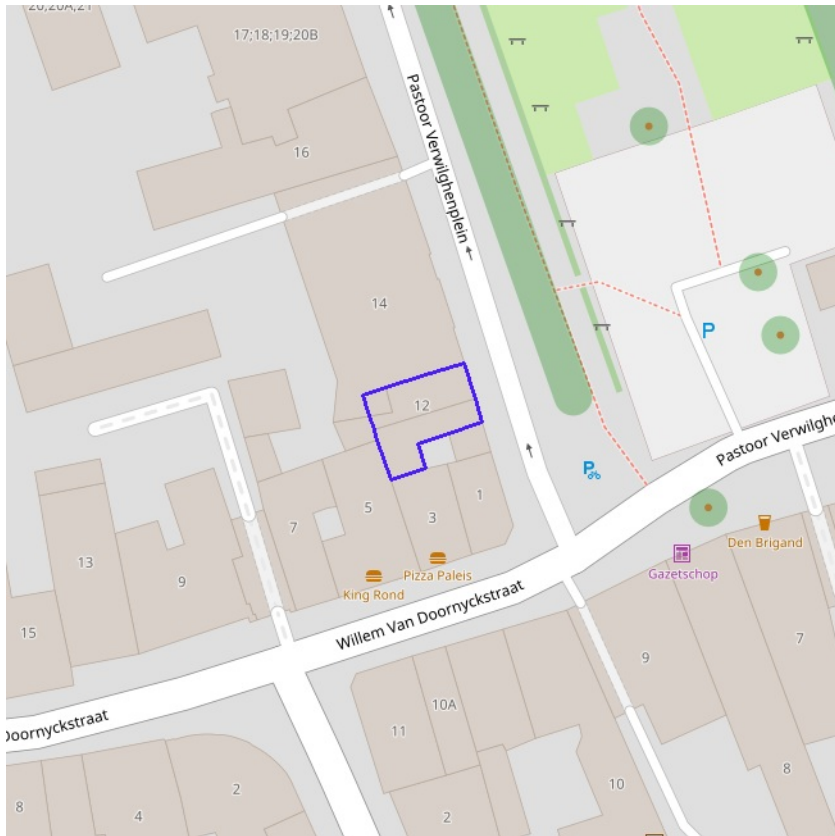 20;20A;21
17;18;19;20B
16
Pastoor Verwilghenplein
14
12
P
P
Pastoor Verwilghe
7
5
3
1
13
9
Den Brigand
Pizza Paleis
King Rond
Gazetschop
15
Willem Van Doornyckstraat
9
7
Doornyckstraat
10A
11
8
4
2
2
10
8